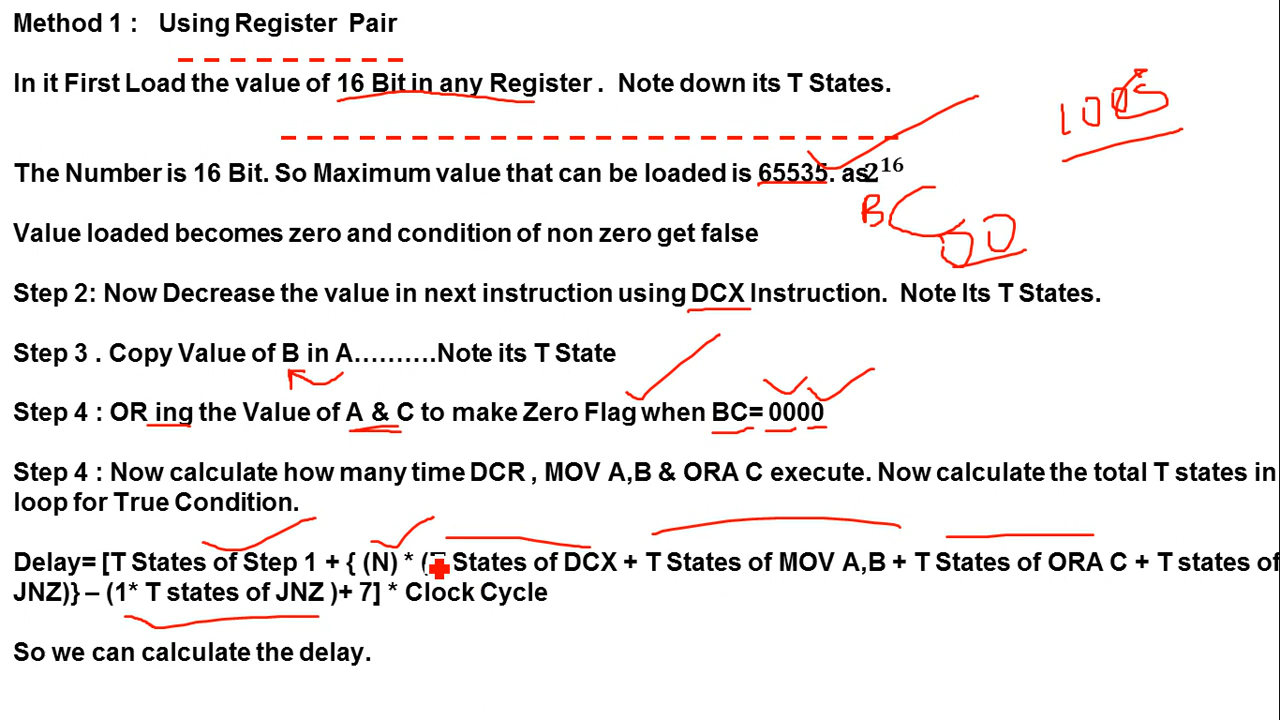 Method 1 : Using Register Pair
In it First Load the value of 16 Bit in any Register . Note down its T States.
100S
The Number is 16 Bit. So Maximum value that can be loaded is 65535. as2^16
BC
Value loaded becomes zero and condition of non zero get false
Step 2: Now Decrease the value in next instruction using DCX Instruction. Note Its T States.
Step 3 . Copy Value of B in A..........Note its T State
Step 4 : OR ing the Value of A & C to make Zero Flag when BC= 0000
Step 4 : Now calculate how many time DCR , MOV A,B & ORA C execute. Now calculate the total T states in
loop for True Condition.
Delay= [T States of Step 1 + { (N) * ( States of DCX + T States of MOV A,B + T States of ORA C + T states of
JNZ)} – (1* T states of JNZ )+ 7] * Clock Cycle
So we can calculate the delay.